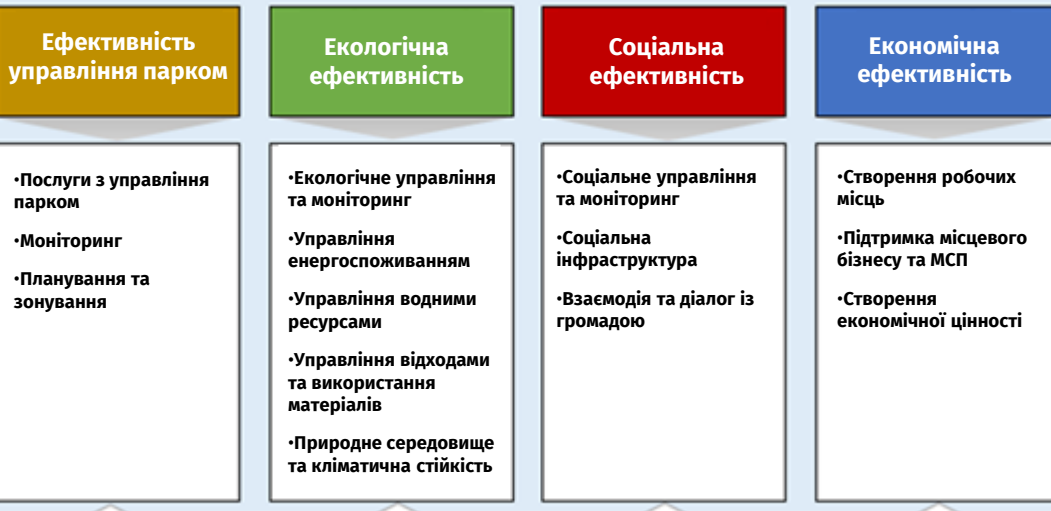 Ефективність
управління парком
•Послуги з управління
парком
•Моніторинг
•Планування та
зонування
Екологічна
ефективність
•Екологічне управління
та моніторинг
•Управління
енергоспоживанням
•Управління водними
ресурсами
•Управління відходами
та використання
матеріалів
•Природне середовище
та кліматична стійкість
Соціальна
ефективність
•Соціальне управління
та моніторинг
•Соціальна
інфраструктура
•Взаємодія та діалог із
громадою
Економічна
ефективність
•Створення робочих
місць
•Підтримка місцевого
бізнесу та МСП
•Створення
економічної цінності